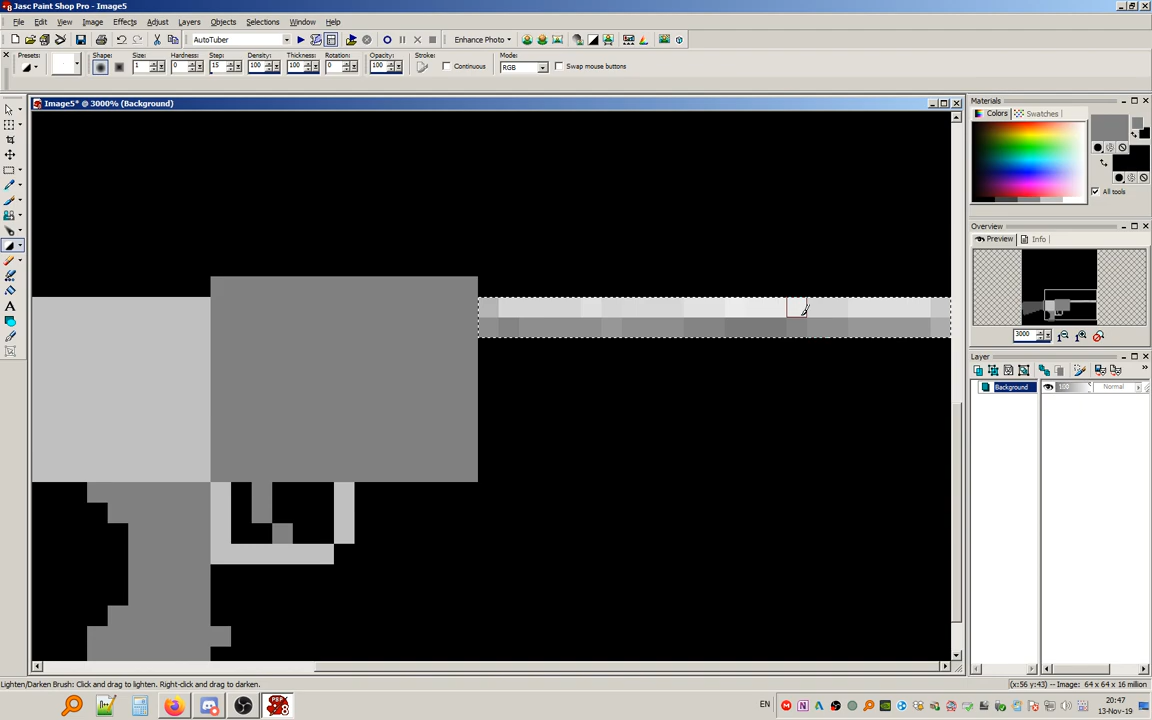 Jasc Paint Shop Pro - Image5
File Edit View Image Effects Adjust Layers Objects Selections Window Help
AutoTuber Enhance Photo
Presets: Shape: Size: Hardness: Step: Density: Thickness: Rotation: Opacity: Stroke: Mode:
1 0 15 100 100 0 100 Continuous RGB Swap mouse buttons
Image5* @ 3000% (Background)
Materials
Colors Swatches
All tools
Overview
Preview Info
3000
Layer
Background 100 Normal
Lighten/Darken Brush: Click and drag to lighten. Right-click and drag to darken.
(x:56 y:43) -- Image: 64 x 64 x 16 million
EN
20:47
13-Nov-19